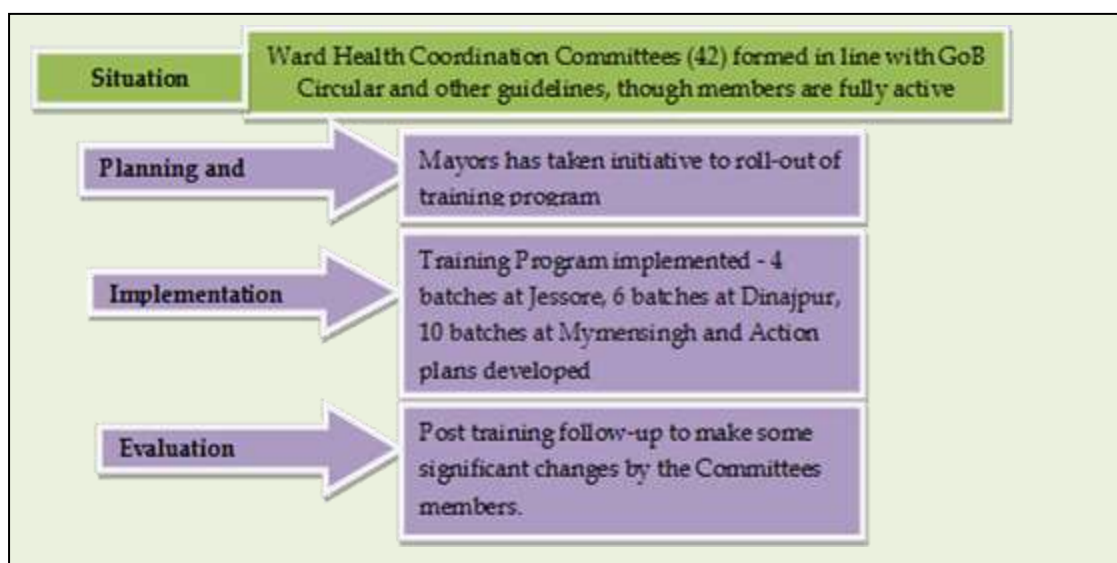 Situation
Ward Health Coordination Committees (42) formed in line with GoB
Circular and other guidelines, though members are fully active
Planning and
Mayors has taken initiative to roll-out of
training program
Implementation
Training Program implemented - 4
batches at Jessore, 6 batches at Dinajpur,
10 batches at Mymensingh and Action
plans developed
Evaluation
Post training follow-up to make some
significant changes by the Committees
members.